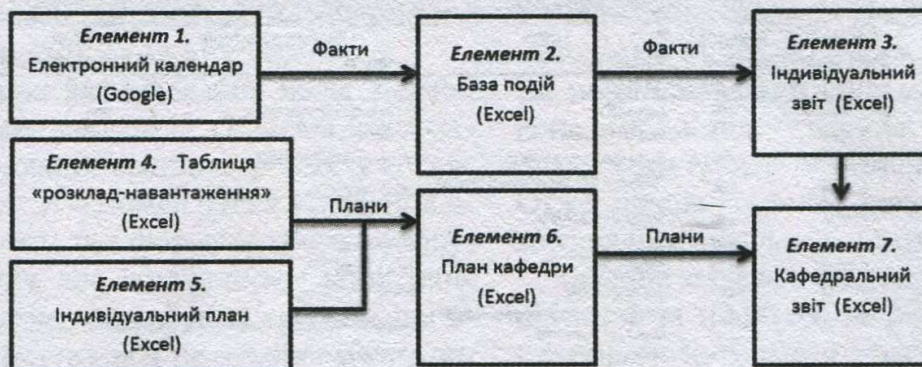 Елемент 1.
Електронний календар
(Google)
Факти
Елемент 2.
База подій
(Excel)
Факти
Елемент 3.
Індивідуальний
звіт (Excel)
Елемент 4. Таблиця
«розклад-навантаження»
(Excel)
Плани
Елемент 5.
Індивідуальний план
(Excel)
Елемент 6.
План кафедри
(Excel)
Плани
Елемент 7.
Кафедральний
звіт (Excel)